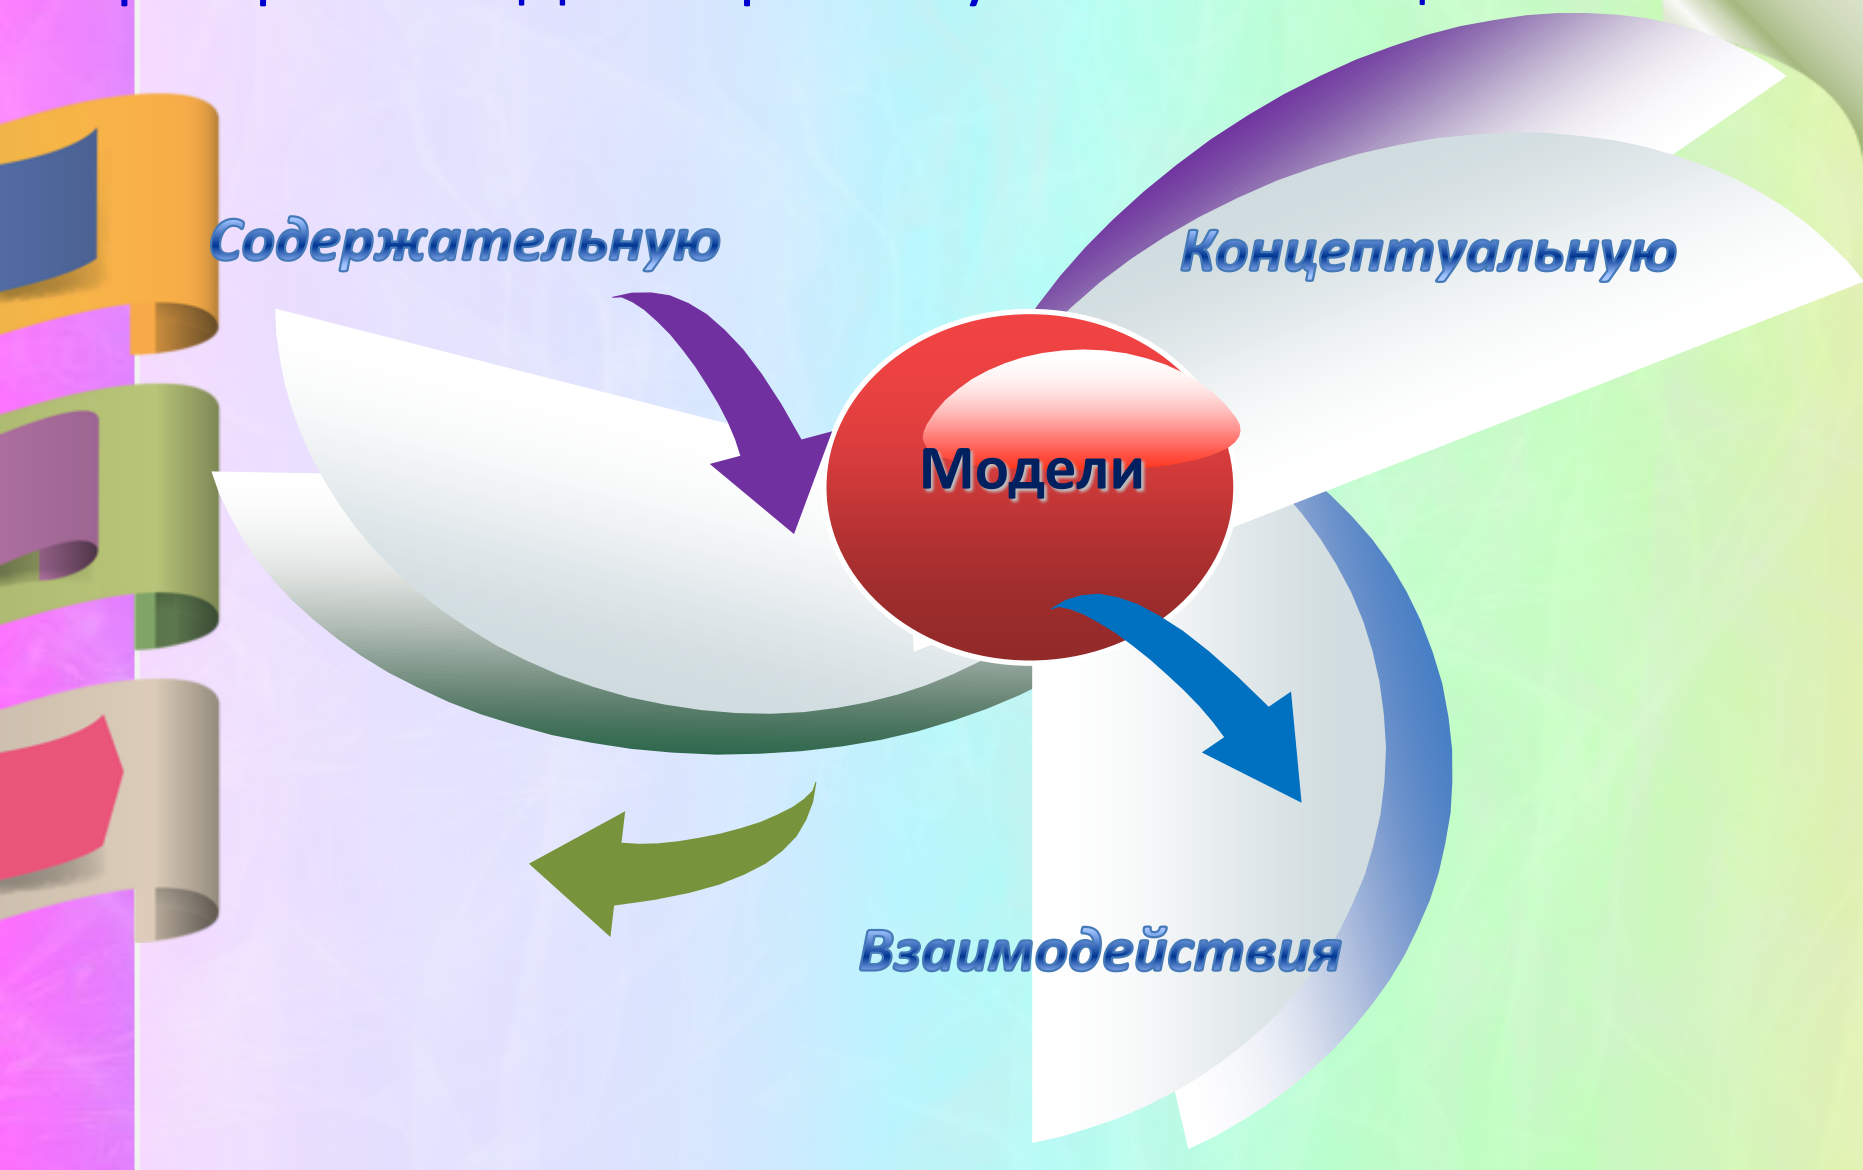 Содержательную
Концептуальную
Модели
Взаимодействия